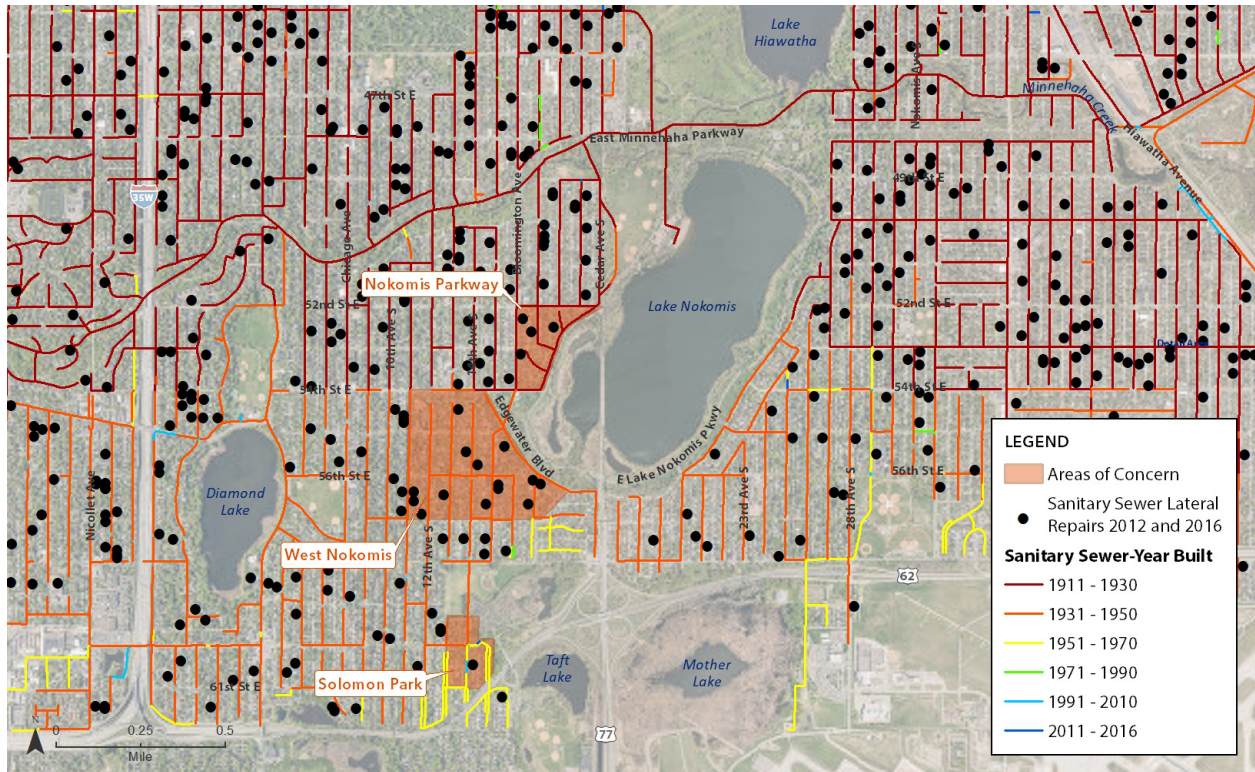 Lake
Hiawatha
47th St E
Nokomis Ave S
Minnehaha Creek
East Minnehaha Parkway
Hiawatha Avenue
49th St E
35W
Chicago Ave
Bloomington Ave
Cedar Ave S
Nokomis Parkway
52nd St E
Lake Nokomis
52nd St E
10th Ave S
54th St E
54th St E
Edgewater Blvd
E Lake Nokomis Pkwy
56th St E
56th St E
Nicollet Ave
Diamond
Lake
23rd Ave S
28th Ave S
West Nokomis
12th Ave S
62
Solomon Park
61st St E
Taft
Lake
Mother
Lake
77
N
0 0.25 0.5
Mile
LEGEND
Areas of Concern
Sanitary Sewer Lateral
Repairs 2012 and 2016
Sanitary Sewer-Year Built
1911 - 1930
1931 - 1950
1951 - 1970
1971 - 1990
1991 - 2010
2011 - 2016